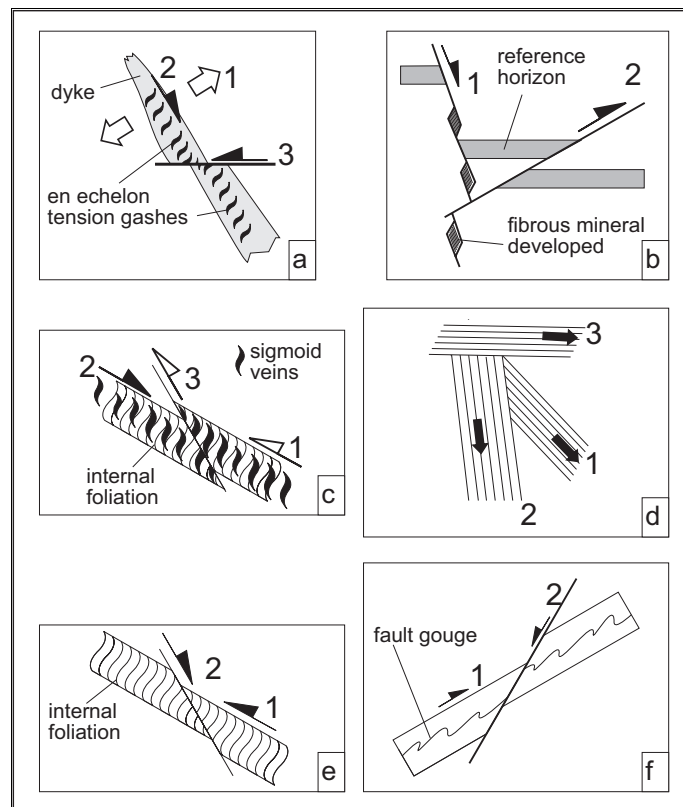 dyke
2
1
3
en echelon
tension gashes
a
reference
horizon
1
2
fibrous mineral
developed
b
2
3
sigmoid
veins
1
internal
foliation
c
3
1
2
d
2
1
internal
foliation
e
2
fault gouge
1
f